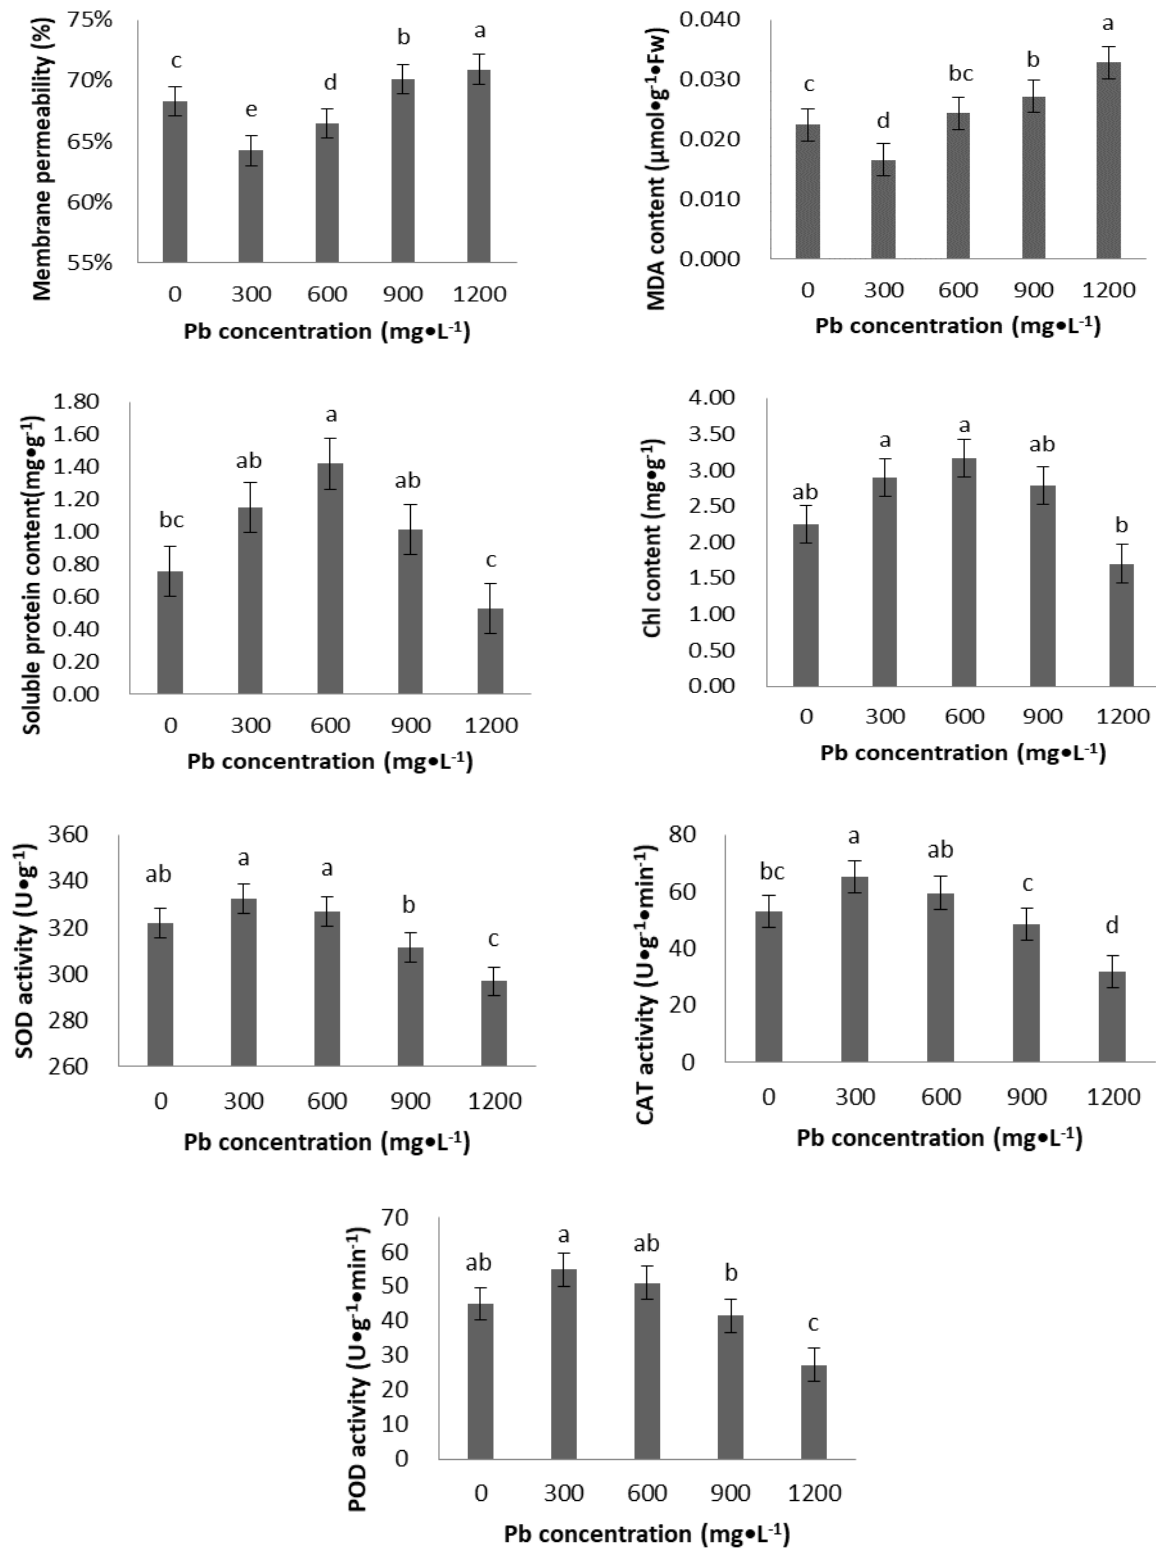 Membrane permeability (%)
75%
70%
65%
60%
55%
c
e
d
b
a
0 300 600 900 1200
Pb concentration (mg•L-1)
MDA content (μmol•g-1•Fw)
0.040
0.030
0.020
0.010
0.000
c
d
bc
b
a
0 300 600 900 1200
Pb concentration (mg•L-1)
Soluble protein content(mg•g-1)
1.80
1.60
1.40
1.20
1.00
0.80
0.60
0.40
0.20
0.00
bc
ab
a
ab
c
0 300 600 900 1200
Pb concentration (mg•L-1)
Chl content (mg•g-1)
4.00
3.50
3.00
2.50
2.00
1.50
1.00
0.50
0.00
ab
a
a
ab
b
0 300 600 900 1200
Pb concentration (mg•L-1)
SOD activity (U•g-1)
360
340
320
300
280
260
ab
a
a
b
c
0 300 600 900 1200
Pb concentration (mg•L-1)
CAT activity (U•g-1•min-1)
80
60
40
20
0
bc
a
ab
c
d
0 300 600 900 1200
Pb concentration (mg•L-1)
POD activity (U•g-1•min-1)
70
60
50
40
30
20
10
0
ab
a
ab
b
c
0 300 600 900 1200
Pb concentration (mg•L-1)